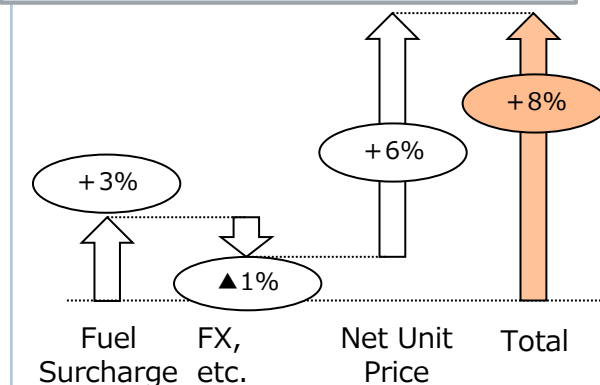 +8%
+6%
+3%
▲1%
Fuel Surcharge
FX, etc.
Net Unit Price
Total